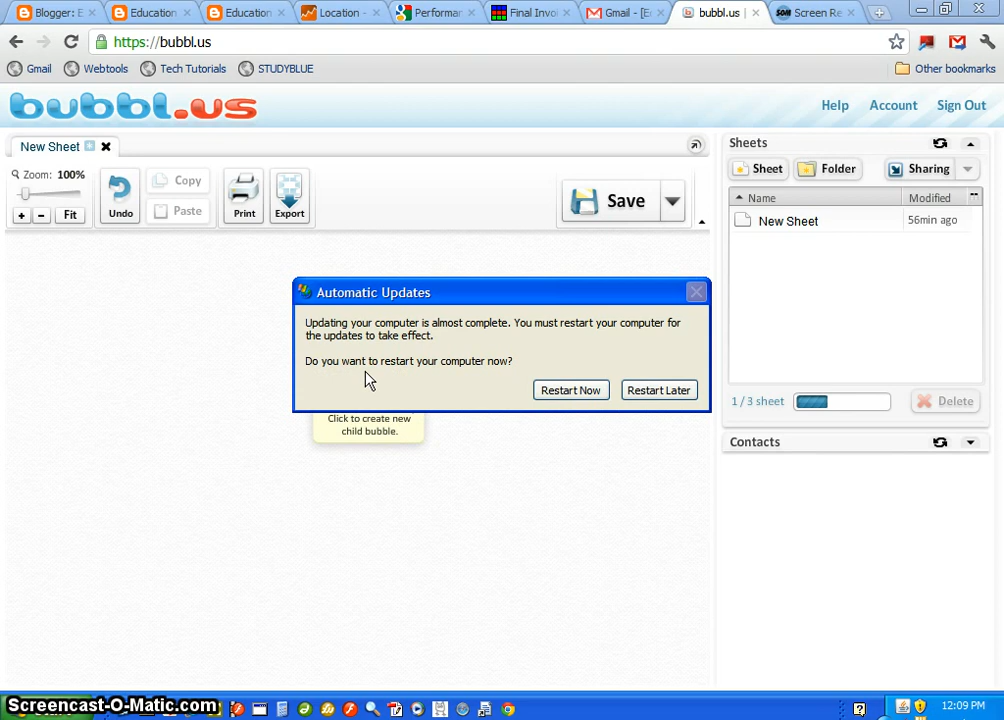 Blogger: E
Education
Education
Location -
Performar
Final Invoi
Gmail - [E
bubbl.us
Screen Re
https://bubbl.us
Gmail
Webtools
Tech Tutorials
STUDYBLUE
Other bookmarks
bubbl.us
Help
Account
Sign Out
New Sheet
Zoom: 100%
+
-
Fit
Undo
Copy
Paste
Print
Export
Save
Sheets
Sheet
Folder
Sharing
Name
Modified
New Sheet
56min ago
Automatic Updates
Updating your computer is almost complete. You must restart your computer for
the updates to take effect.
Do you want to restart your computer now?
Restart Now
Restart Later
Click to create new
child bubble.
1 / 3 sheet
Delete
Contacts
Screencast-O-Matic.com
12:09 PM